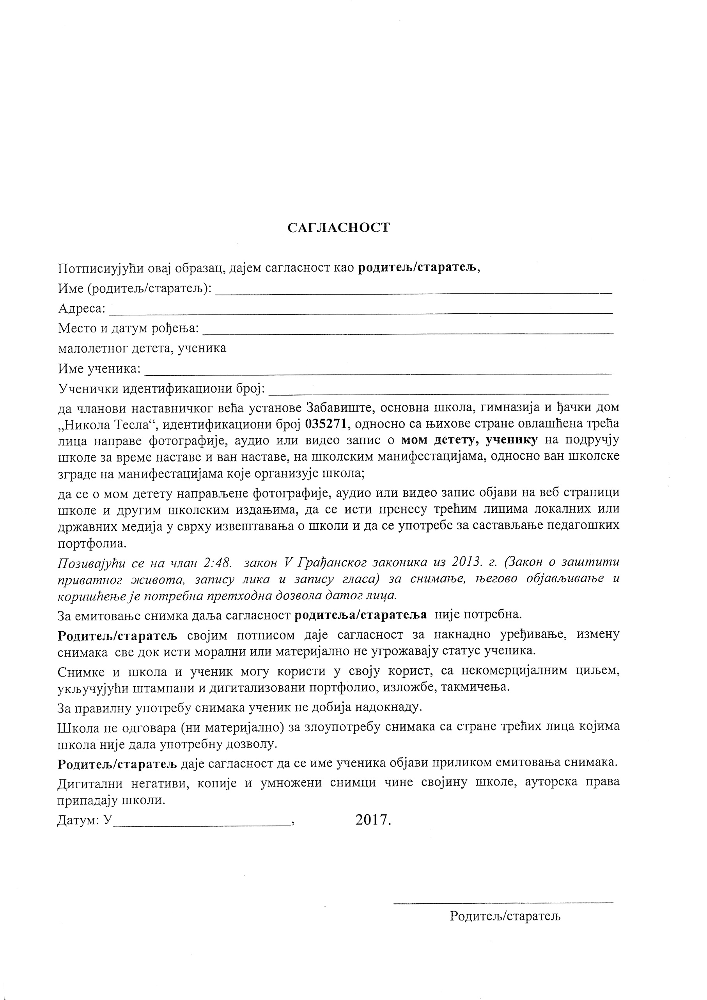 САГЛАСНОСТ
Потписиујући овај образац, дајем сагласност као родитељ/старатељ,
Име (родитељ/старатељ): ____________________
Адреса: ____________________
Место и датум рођења: ____________________
малолетног детета, ученика
Име ученика: ____________________
Ученички идентификациони број: ____________________
да чланови наставничког већа установе Забавиште, основна школа, гимназија и ђачки дом
„Никола Тесла“, идентификациони број 035271, односно са њихове стране овлашћена трећа
лица направе фотографије, аудио или видео запис о мом детету, ученику на подручју
школе за време наставе и ван наставе, на школским манифестацијама, односно ван школске
зграде на манифестацијама које организује школа;
да се о мом детету направљене фотографије, аудио или видео запис објави на веб страници
школе и другим школским издањима, да се исти пренесу трећим лицима локалних или
државних медија у сврху извештавања о школи и да се употребе за састављање педагошких
портфолиа.
Позивајући се на члан 2:48. закон V Грађанског законика из 2013. г. (Закон о заштити
приватног живота, запису лика и запису гласа) за снимање, његово објављивање и
коришћење је потребна претходна дозвола датог лица.
За емитовање снимка даља сагласност родитеља/старатеља није потребна.
Родитељ/старатељ својим потписом даје сагласност за накнадно уређивање, измену
снимака све док исти морални или материјално не угрожавају статус ученика.
Снимке и школа и ученик могу користи у своју корист, са некомерцијалним циљем,
укључујући штампани и дигитализовани портфолио, изложбе, такмичења.
За правилну употребу снимака ученик не добија надокнаду.
Школа не одговара (ни материјално) за злоупотребу снимака са стране трећих лица којима
школа није дала употребну дозволу.
Родитељ/старатељ даје сагласност да се име ученика објави приликом емитовања снимака.
Дигитални негативи, копије и умножени снимци чине својину школе, ауторска права
припадају школи.
Датум: У____________________, 2017.
Родитељ/старатељ